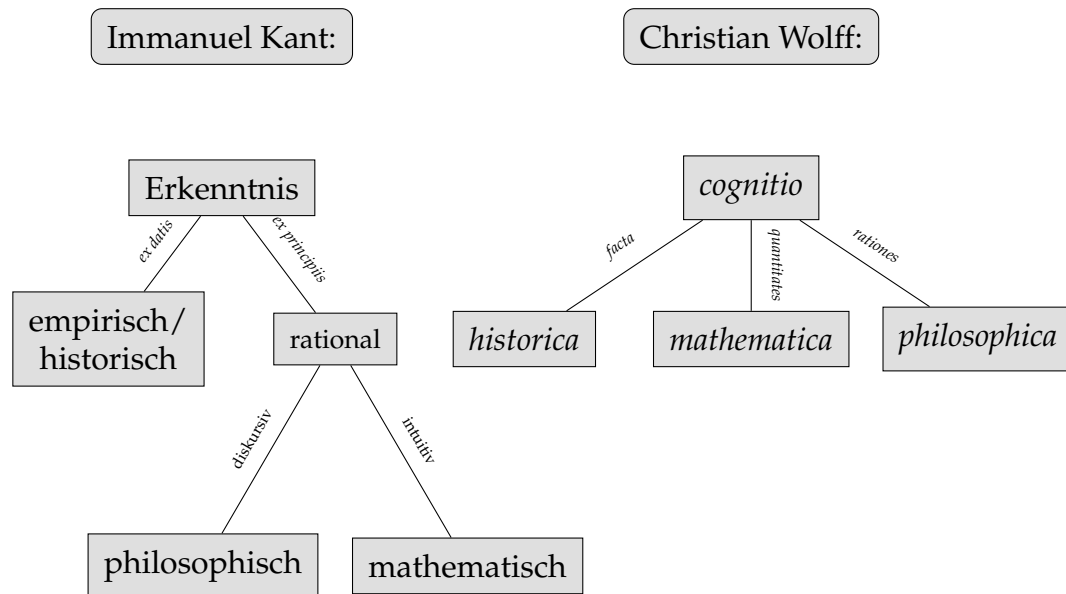 Immanuel Kant:
Erkenntnis
ex datis
ex principiis
empirisch/
historisch
rational
diskursiv
intuitiv
philosophisch
mathematisch
Christian Wolff:
cognitio
facta
quantitates
rationes
historica
mathematica
philosophica